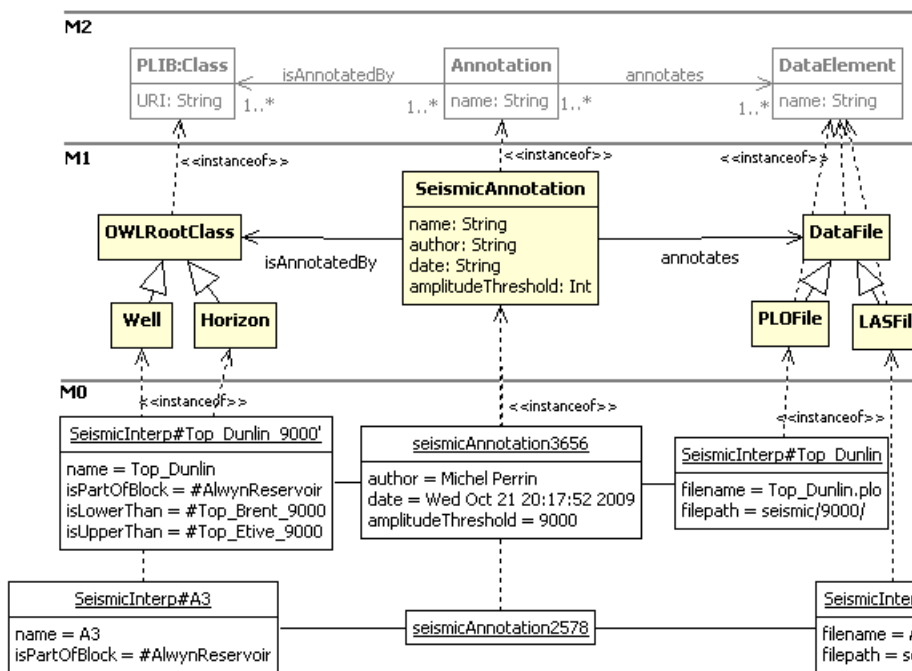 M2
PLIB:Class
URI: String
isAnnotatedBy
1..*
Annotation
name: String
1..*
1..*
annotates
DataElement
name: String
1..*
M1
<<instanceof>>
<<instanceof>>
<<instanceof>>
OWLRootClass
isAnnotatedBy
SeismicAnnotation
name: String
author: String
date: String
amplitudeThreshold: Int
annotates
DataFile
Well
Horizon
PLOFile
LASFil
M0
<<instanceof>>
<<instanceof>>
<<instanceof>>
SeismicInterp#Top_Dunlin_9000'
name = Top_Dunlin
isPartOfBlock = #AlwynReservoir
isLowerThan = #Top_Brent_9000
isUpperThan = #Top_Etive_9000
seismicAnnotation3656
author = Michel Perrin
date = Wed Oct 21 20:17:52 2009
amplitudeThreshold = 9000
SeismicInterp#Top_Dunlin
filename = Top_Dunlin.plo
filepath = seismic/9000/
SeismicInterp#A3
name = A3
isPartOfBlock = #AlwynReservoir
seismicAnnotation2578
SeismicInter
filename =
filepath = se